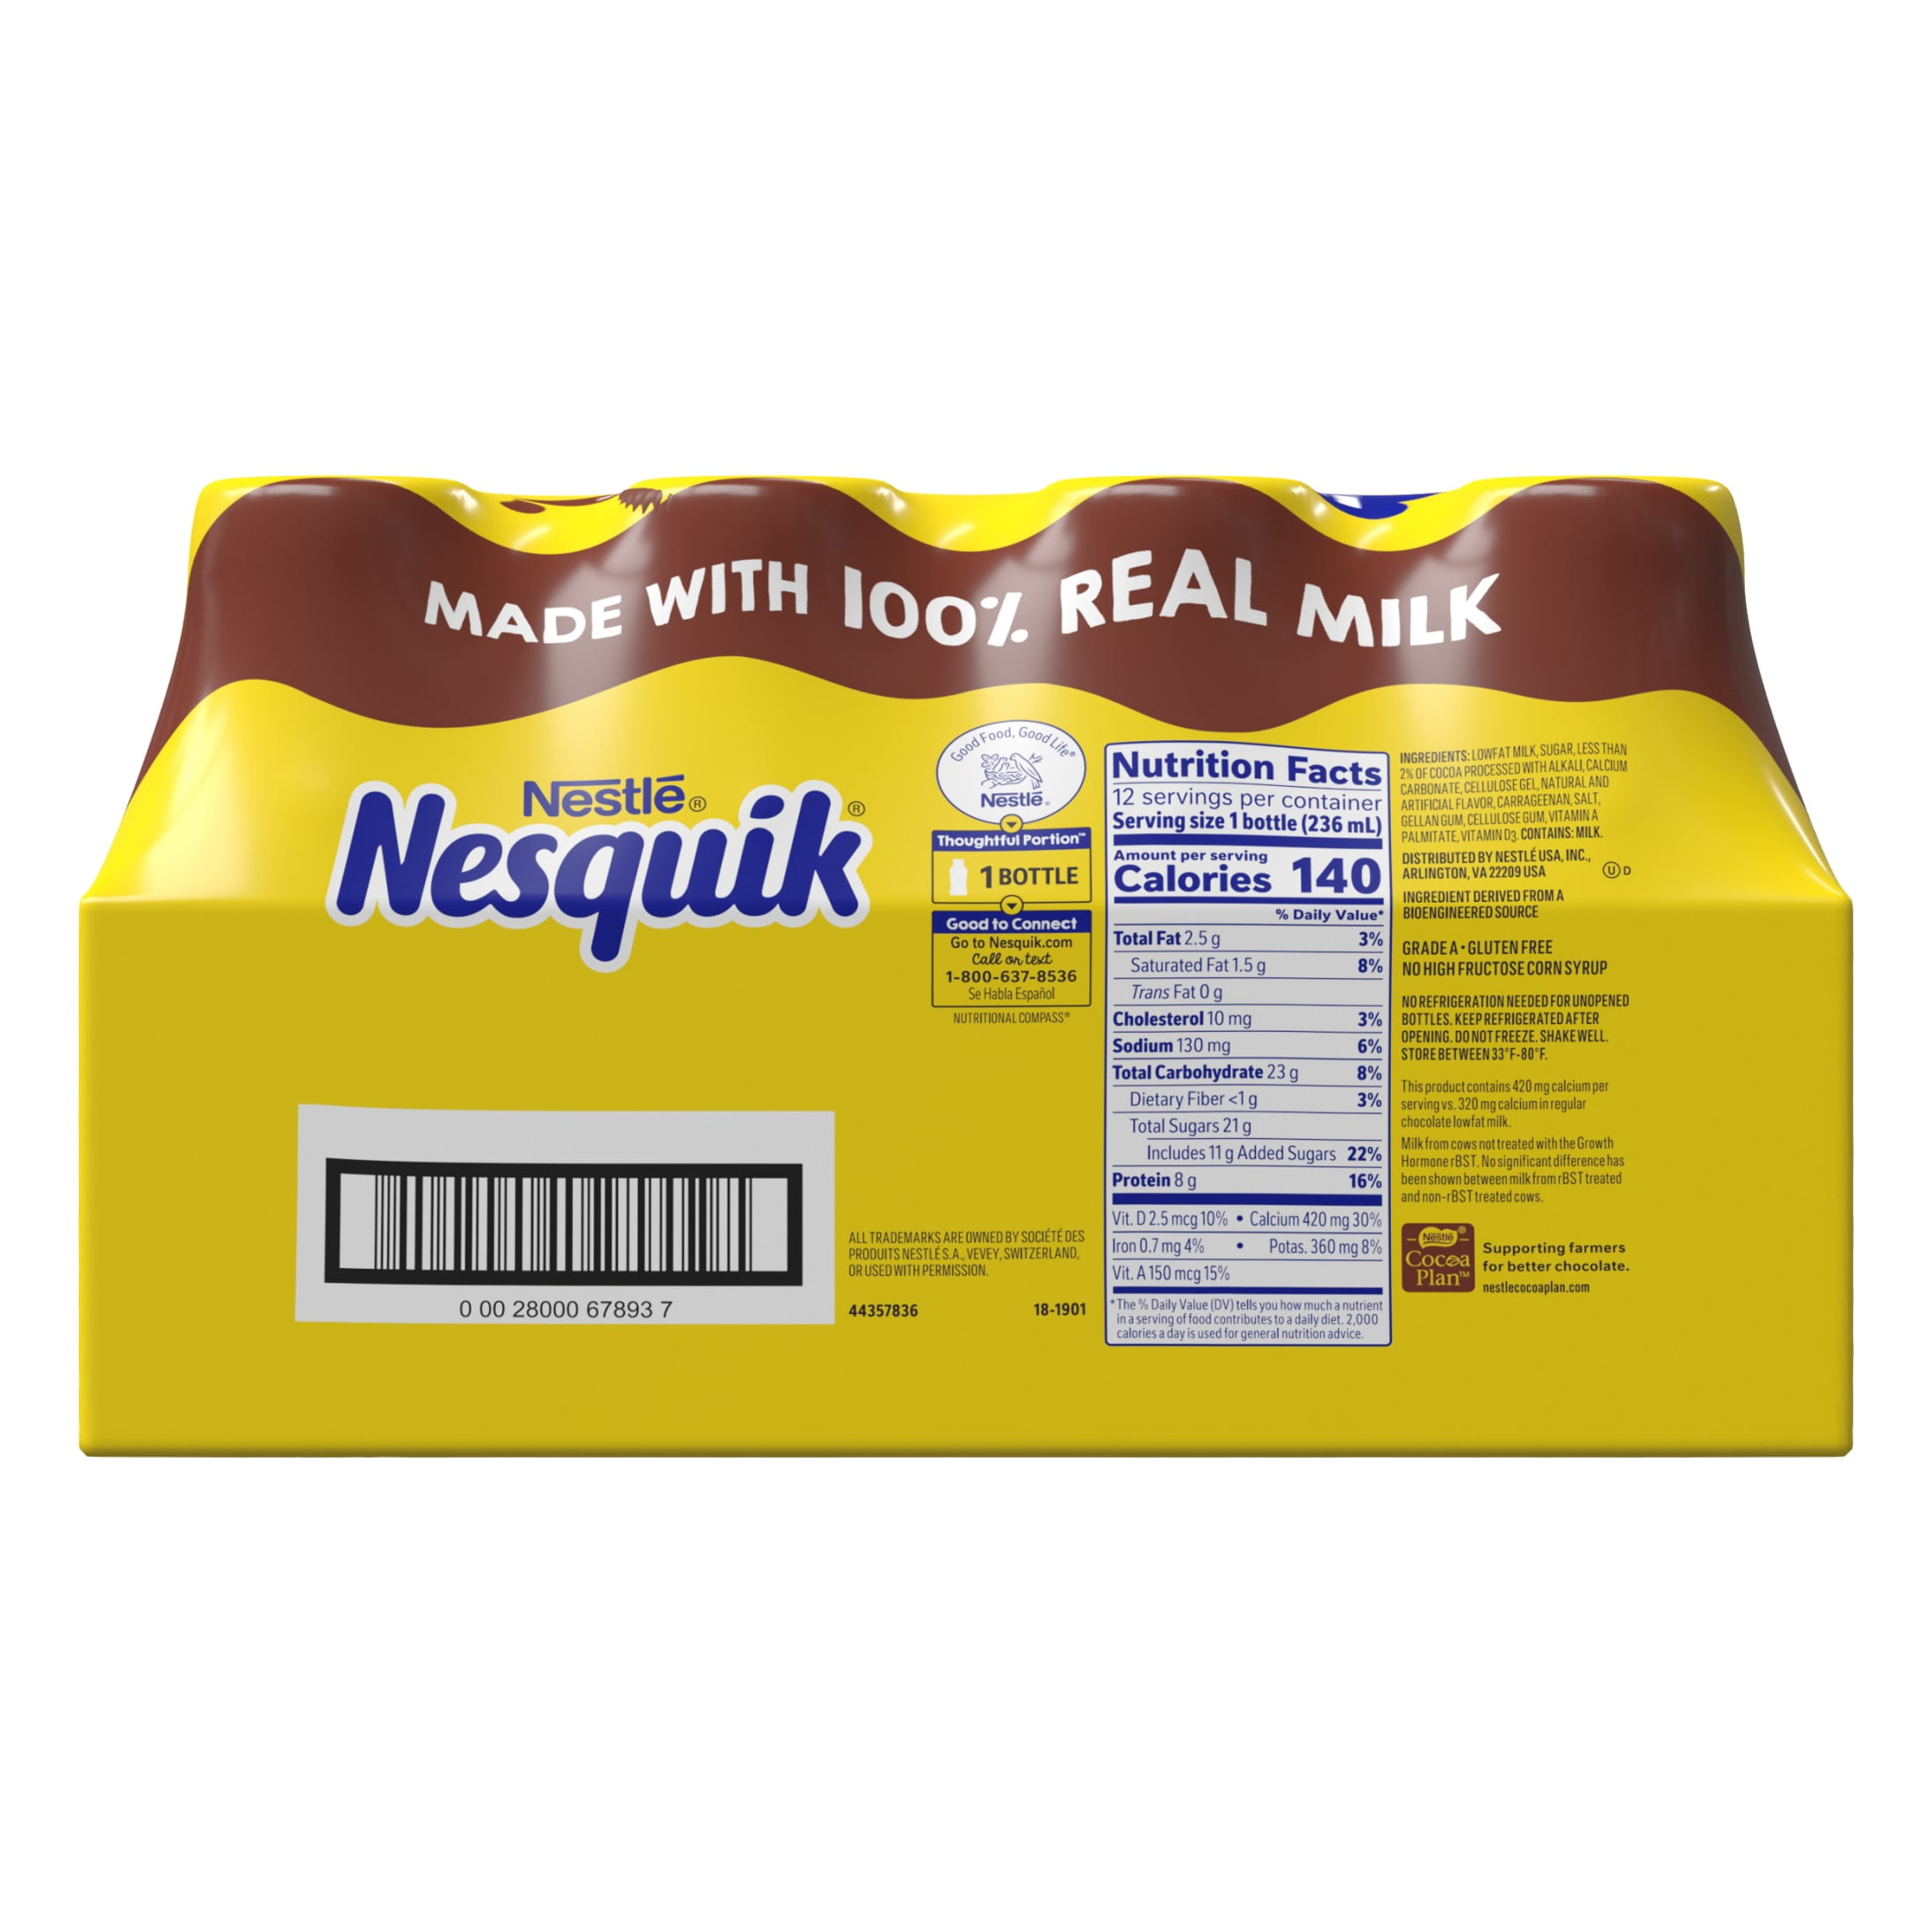 MADE WITH 100% REAL MILK
Nestlé®
Nesquik®
Good Food, Good Life®
Nestlé®
Thoughtful Portion™
1 BOTTLE
Good to Connect
Go to Nesquik.com
Call or text
1-800-637-8536
Se Habla Español
NUTRITIONAL COMPASS®
0 00 28000 67893 7
ALL TRADEMARKS ARE OWNED BY SOCIÉTÉ DES
PRODUITS NESTLÉ S.A., VEVEY, SWITZERLAND,
OR USED WITH PERMISSION.
44357836 18-1901
Nutrition Facts
12 servings per container
Serving size 1 bottle (236 mL)
Amount per serving
Calories 140
% Daily Value*
Total Fat 2.5 g 3%
Saturated Fat 1.5 g 8%
Trans Fat 0 g
Cholesterol 10 mg 3%
Sodium 130 mg 6%
Total Carbohydrate 23 g 8%
Dietary Fiber <1 g 3%
Total Sugars 21 g
Includes 11 g Added Sugars 22%
Protein 8 g 16%
Vit. D 2.5 mcg 10% • Calcium 420 mg 30%
Iron 0.7 mg 4% • Potas. 360 mg 8%
Vit. A 150 mcg 15%
*The % Daily Value (DV) tells you how much a nutrient
in a serving of food contributes to a daily diet. 2,000
calories a day is used for general nutrition advice.
INGREDIENTS: LOWFAT MILK, SUGAR, LESS THAN
2% OF COCOA PROCESSED WITH ALKALI, CALCIUM
CARBONATE, CELLULOSE GEL, NATURAL AND
ARTIFICIAL FLAVOR, CARRAGEENAN, SALT,
GELLAN GUM, CELLULOSE GUM, VITAMIN A
PALMITATE, VITAMIN D3. CONTAINS: MILK.
DISTRIBUTED BY NESTLÉ USA, INC.,
ARLINGTON, VA 22209 USA
U D
INGREDIENT DERIVED FROM A
BIOENGINEERED SOURCE
GRADE A • GLUTEN FREE
NO HIGH FRUCTOSE CORN SYRUP
NO REFRIGERATION NEEDED FOR UNOPENED
BOTTLES. KEEP REFRIGERATED AFTER
OPENING. DO NOT FREEZE. SHAKE WELL.
STORE BETWEEN 33°F-80°F.
This product contains 420 mg calcium per
serving vs. 320 mg calcium in regular
chocolate lowfat milk.
Milk from cows not treated with the Growth
Hormone rBST. No significant difference has
been shown between milk from rBST treated
and non-rBST treated cows.
Nestlé®
Cocoa
Plan™
Supporting farmers
for better chocolate.
nestlecocoaplan.com